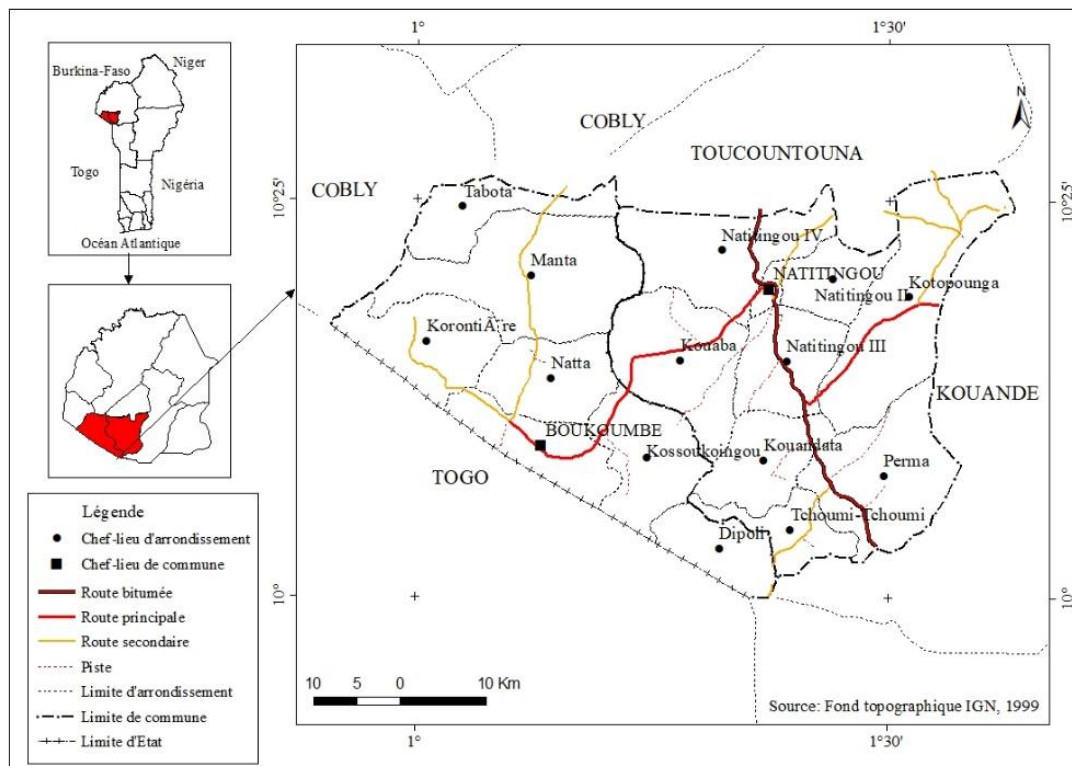 1°
1°30'
Niger
Burkina-Faso
Togo
Nigéria
Océan Atlantique
N
COBLY
TOUCOUNTOUNA
COBLY
10°25'
10°25'
Tabota
Natitingou IV
Manta
NATITINGOU
Natitingou II
Kotopounga
KorontiÃ¨re
Kouaba
Natitingou III
Natta
KOUANDE
BOUKOUMBE
Kossoukoingou
Kouandata
TOGO
Perma
Tchoumi-Tchoumi
Dipoli
10°
10°
Légende
Chef-lieu d'arrondissement
Chef-lieu de commune
Route bitumée
Route principale
Route secondaire
Piste
Limite d'arrondissement
Limite de commune
Limite d'Etat
10 5 0 10 Km
Source: Fond topographique IGN, 1999
1°
1°30'